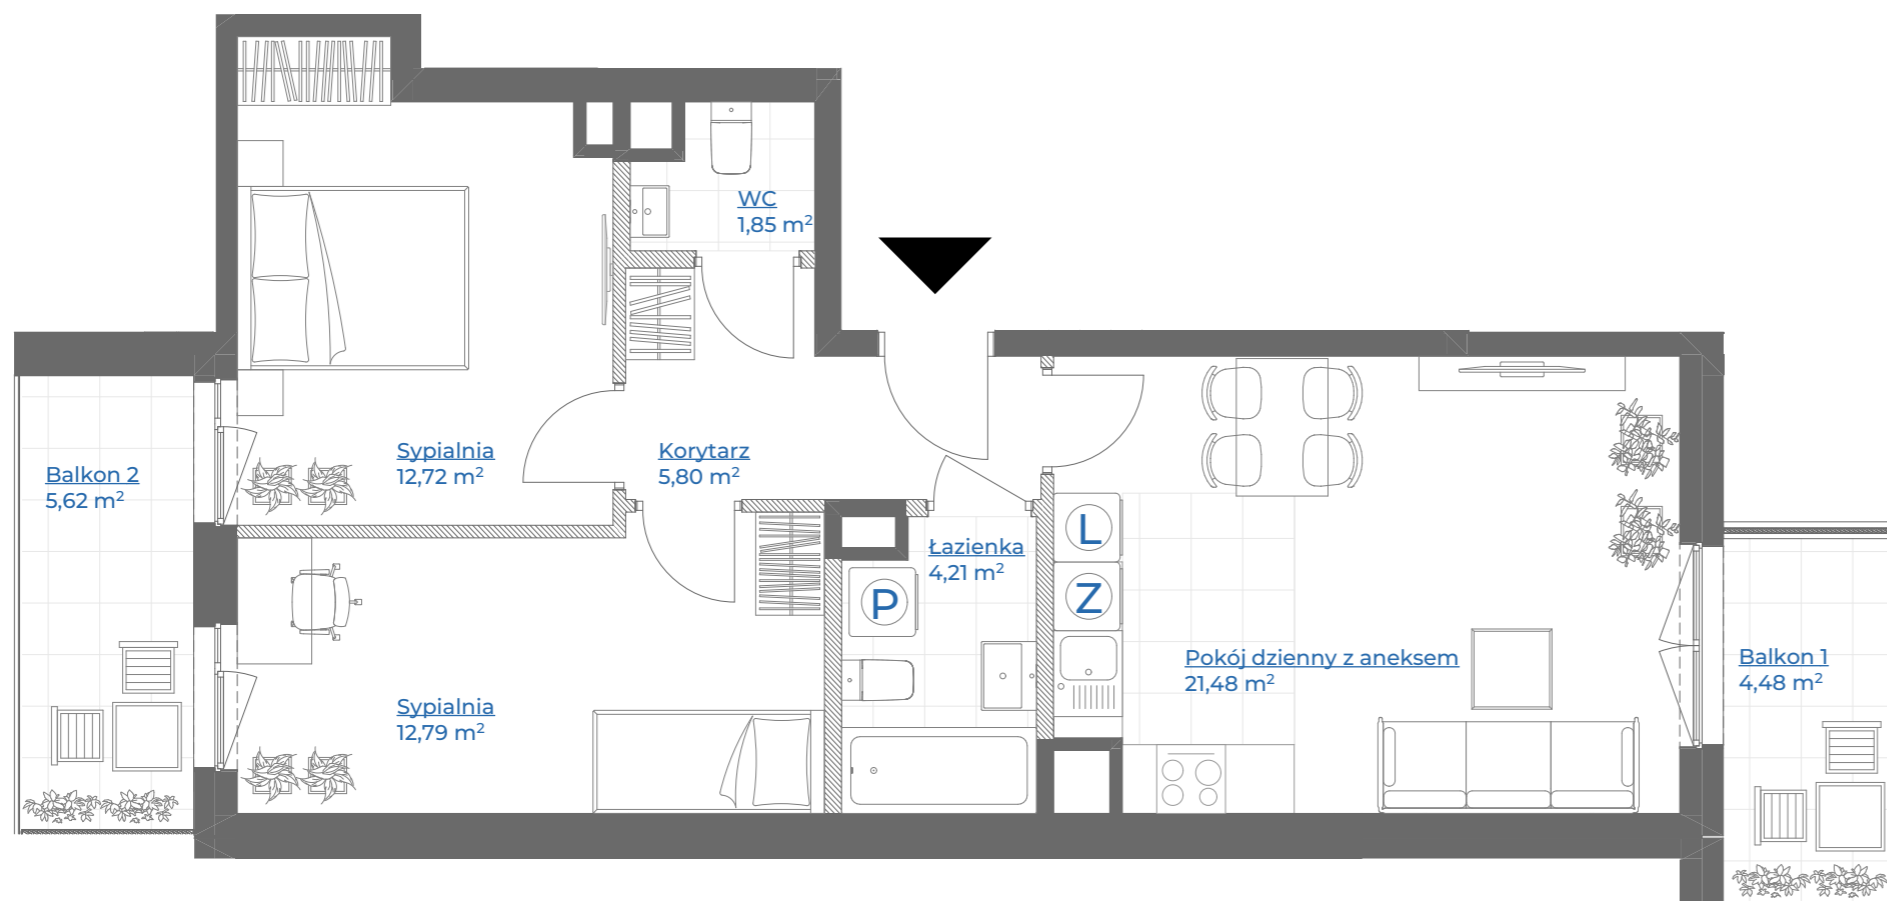 WC
1,85 m²
Sypialnia
12,72 m²
Korytarz
5,80 m²
Balkon 2
5,62 m²
L
Łazienka
4,21 m²
Z
P
Pokój dzienny z aneksem
21,48 m²
Balkon 1
4,48 m²
Sypialnia
12,79 m²